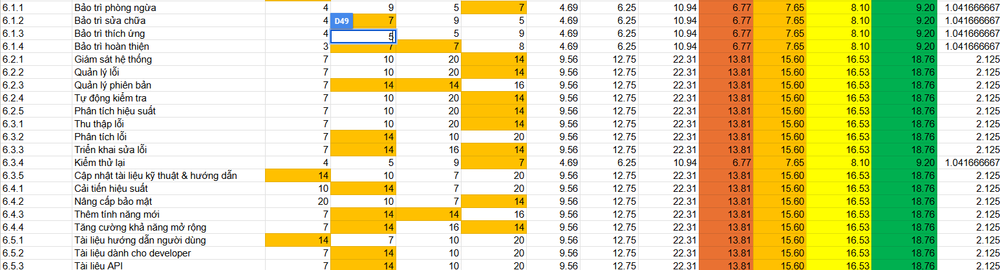 6.1.1 Bảo trì phòng ngừa 4 9 5 7 4.69 6.25 10.94 6.77 7.65 8.10 9.20 1.041666667
6.1.2 Bảo trì sửa chữa 4 D49 7 9 5 4.69 6.25 10.94 6.77 7.65 8.10 9.20 1.041666667
6.1.3 Bảo trì thích ứng 4 5 5 9 4.69 6.25 10.94 6.77 7.65 8.10 9.20 1.041666667
6.1.4 Bảo trì hoàn thiện 3 7 7 8 4.69 6.25 10.94 6.77 7.65 8.10 9.20 1.041666667
6.2.1 Giám sát hệ thống 7 10 20 14 9.56 12.75 22.31 13.81 15.60 16.53 18.76 2.125
6.2.2 Quản lý lỗi 7 10 20 14 9.56 12.75 22.31 13.81 15.60 16.53 18.76 2.125
6.2.3 Quản lý phiên bản 7 14 14 16 9.56 12.75 22.31 13.81 15.60 16.53 18.76 2.125
6.2.4 Tự động kiểm tra 7 10 20 14 9.56 12.75 22.31 13.81 15.60 16.53 18.76 2.125
6.2.5 Phân tích hiệu suất 7 10 20 14 9.56 12.75 22.31 13.81 15.60 16.53 18.76 2.125
6.3.1 Thu thập lỗi 7 10 20 14 9.56 12.75 22.31 13.81 15.60 16.53 18.76 2.125
6.3.2 Phân tích lỗi 7 14 10 20 9.56 12.75 22.31 13.81 15.60 16.53 18.76 2.125
6.3.3 Triển khai sửa lỗi 7 14 16 14 9.56 12.75 22.31 13.81 15.60 16.53 18.76 2.125
6.3.4 Kiểm thử lại 4 5 9 7 4.69 6.25 10.94 6.77 7.65 8.10 9.20 1.041666667
6.3.5 Cập nhật tài liệu kỹ thuật & hướng dẫn 14 10 7 20 9.56 12.75 22.31 13.81 15.60 16.53 18.76 2.125
6.4.1 Cải tiến hiệu suất 10 14 7 20 9.56 12.75 22.31 13.81 15.60 16.53 18.76 2.125
6.4.2 Nâng cấp bảo mật 20 10 7 14 9.56 12.75 22.31 13.81 15.60 16.53 18.76 2.125
6.4.3 Thêm tính năng mới 7 14 14 16 9.56 12.75 22.31 13.81 15.60 16.53 18.76 2.125
6.4.4 Tăng cường khả năng mở rộng 7 14 16 14 9.56 12.75 22.31 13.81 15.60 16.53 18.76 2.125
6.5.1 Tài liệu hướng dẫn người dùng 14 7 10 20 9.56 12.75 22.31 13.81 15.60 16.53 18.76 2.125
6.5.2 Tài liệu dành cho developer 7 14 10 20 9.56 12.75 22.31 13.81 15.60 16.53 18.76 2.125
6.5.3 Tài liệu API 7 14 10 20 9.56 12.75 22.31 13.81 15.60 16.53 18.76 2.125